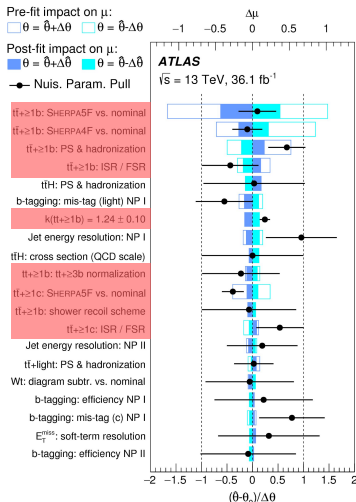 Pre-fit impact on μ:
θ = θ̂+Δθ θ = θ̂-Δθ
Post-fit impact on μ:
θ = θ̂+Δθ̂ θ = θ̂-Δθ̂
Nuis. Param. Pull
Δμ
−1 −0.5 0 0.5 1
ATLAS
√s = 13 TeV, 36.1 fb⁻¹
tt̄+≥1b: SHERPA5F vs. nominal
tt̄+≥1b: SHERPA4F vs. nominal
tt̄+≥1b: PS & hadronization
tt̄+≥1b: ISR / FSR
tt̄H: PS & hadronization
b-tagging: mis-tag (light) NP I
k(tt̄+≥1b) = 1.24 ± 0.10
Jet energy resolution: NP I
tt̄H: cross section (QCD scale)
tt̄+≥1b: tt̄+≥3b normalization
tt̄+≥1c: SHERPA5F vs. nominal
tt̄+≥1b: shower recoil scheme
tt̄+≥1c: ISR / FSR
Jet energy resolution: NP II
tt̄+light: PS & hadronization
Wt: diagram subtr. vs. nominal
b-tagging: efficiency NP I
b-tagging: mis-tag (c) NP I
E_T^miss: soft-term resolution
b-tagging: efficiency NP II
−2 −1.5 −1 −0.5 0 0.5 1 1.5 2
(θ̂-θ₀)/Δθ